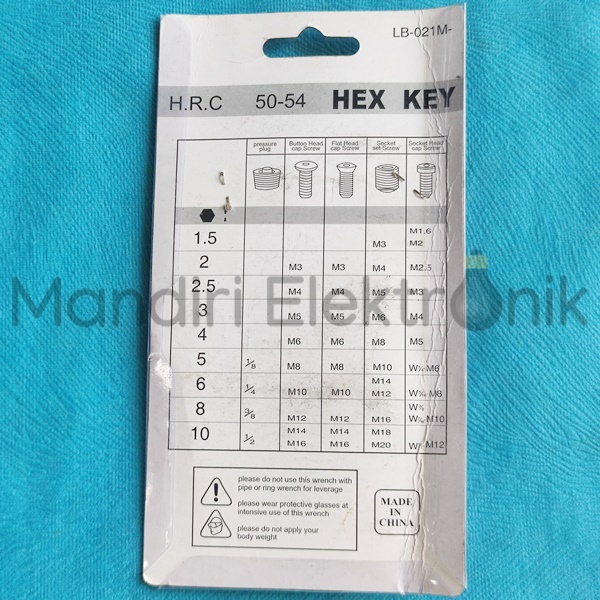 LB-021M-
H.R.C 50-54 HEX KEY
pressure plug Button Head cap Screw Flat Head cap Screw Socket set Screw Socket Head cap Screw
1.5 M3 M1.6 M2
2 M3 M3 M4 M2.5
2.5 M4 M4 M5 M3
3 M5 M5 M6 M4
4 M6 M6 M8 M5
5 1/8 M8 M8 M10 M6
6 1/4 M10 M10 M14 M12 M8
8 3/8 M12 M12 M16 M10
10 1/2 M14 M16 M14 M16 M18 M20 M12
Mandiri Elektronik
please do not use this wrench with
pipe or ring wrench for leverage
please wear protective glasses at
intensive use of this wrench
please do not apply your
body weight
MADE
IN
CHINA